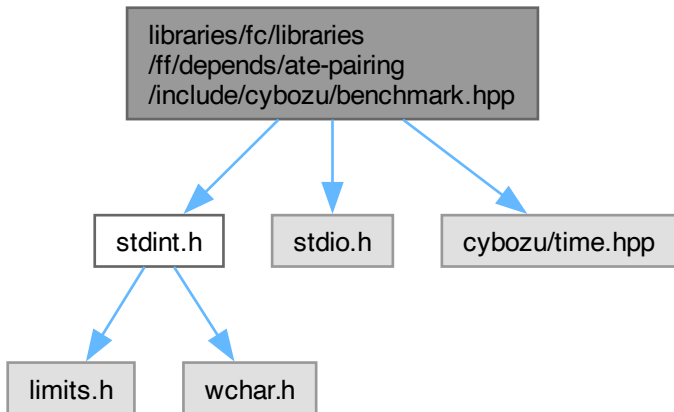 libraries/fc/libraries
/ff/depends/ate-pairing
/include/cybozu/benchmark.hpp
stdint.h
stdio.h
cybozu/time.hpp
limits.h
wchar.h